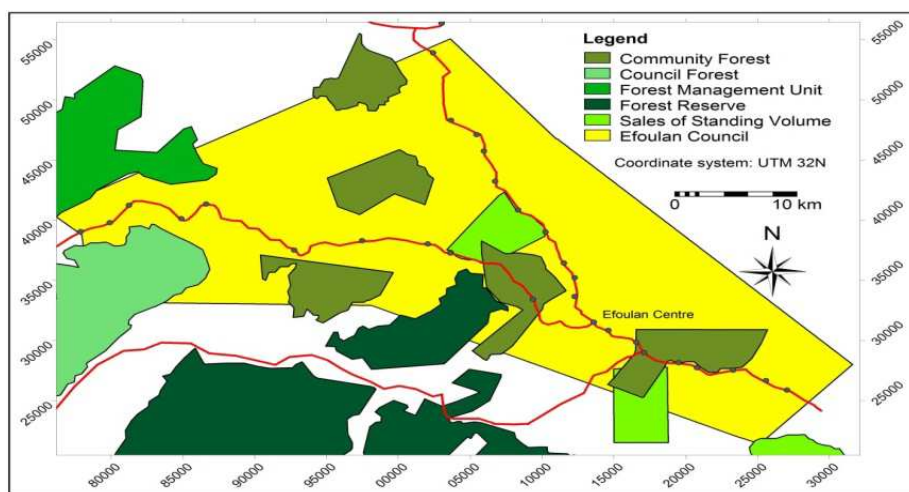 Legend
Community Forest
Council Forest
Forest Management Unit
Forest Reserve
Sales of Standing Volume
Efoulan Council
Coordinate system: UTM 32N
0 10 km
N
Efoulan Centre
55000
50000
45000
40000
35000
30000
25000
55000
50000
45000
40000
35000
30000
25000
80000
85000
90000
95000
00000
05000
10000
15000
20000
25000
30000